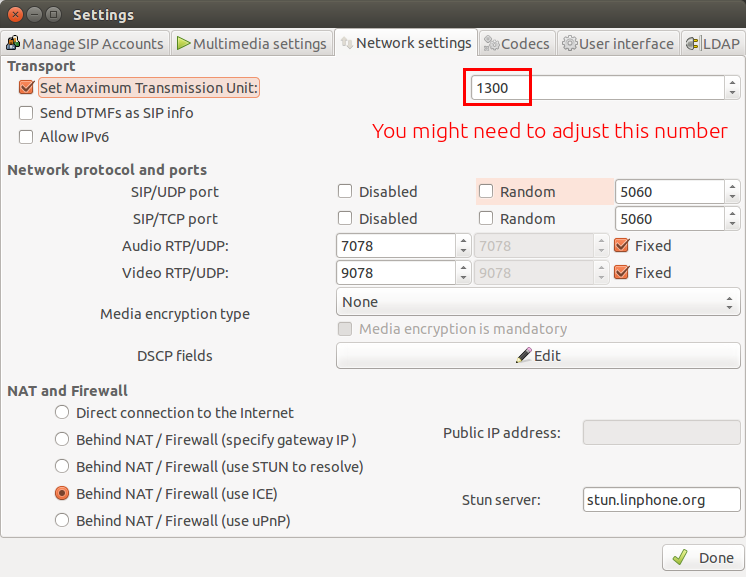 Settings
Manage SIP Accounts Multimedia settings Network settings Codecs User interface LDAP
Transport
Set Maximum Transmission Unit: 1300
Send DTMFs as SIP info
You might need to adjust this number
Allow IPv6
Network protocol and ports
SIP/UDP port Disabled Random 5060
SIP/TCP port Disabled Random 5060
Audio RTP/UDP: 7078 7078 Fixed
Video RTP/UDP: 9078 9078 Fixed
Media encryption type None
Media encryption is mandatory
DSCP fields Edit
NAT and Firewall
Direct connection to the Internet
Behind NAT / Firewall (specify gateway IP ) Public IP address:
Behind NAT / Firewall (use STUN to resolve)
Behind NAT / Firewall (use ICE) Stun server: stun.linphone.org
Behind NAT / Firewall (use uPnP)
Done